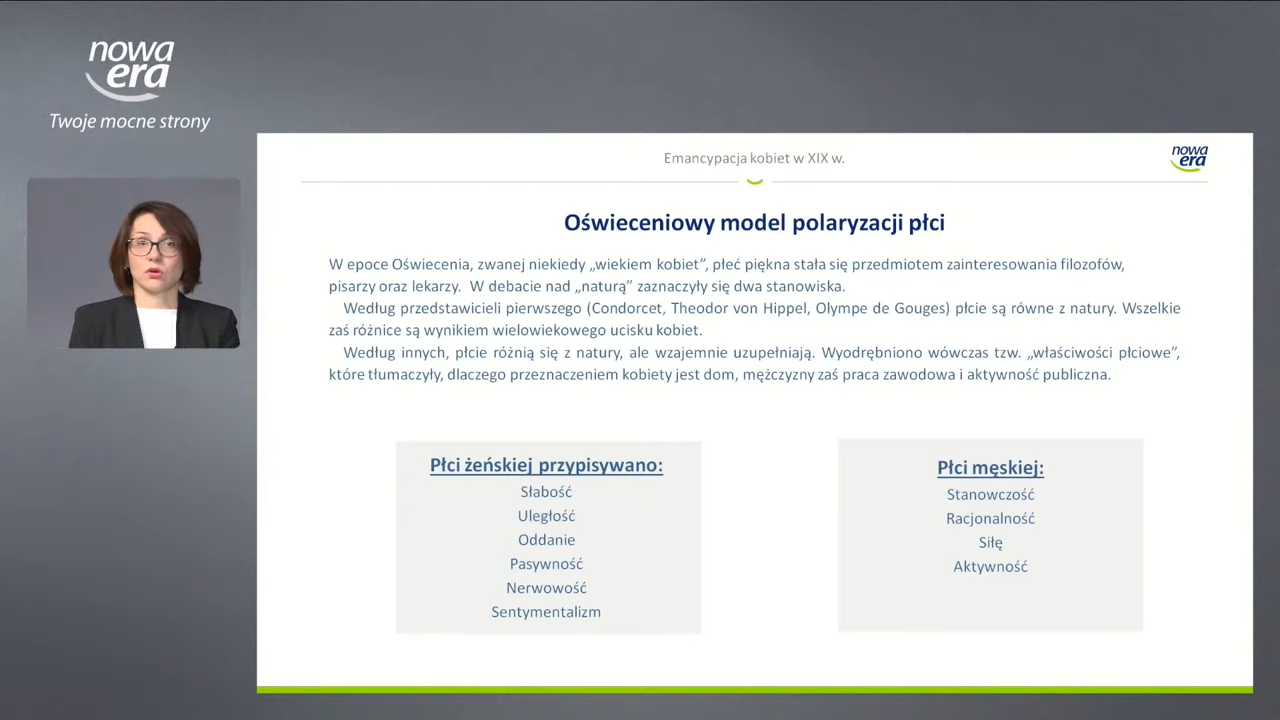 nowa
era
Twoje mocne strony
Emancypacja kobiet w XIX w.
nowa
era
Oświeceniowy model polaryzacji płci
W epoce Oświecenia, zwanej niekiedy „wiekiem kobiet”, płeć piękna stała się przedmiotem zainteresowania filozofów,
pisarzy oraz lekarzy. W debacie nad „naturą” zaznaczyły się dwa stanowiska.
Według przedstawicieli pierwszego (Condorcet, Theodor von Hippel, Olympe de Gouges) płcie są równe z natury. Wszelkie
zaś różnice są wynikiem wielowiekowego ucisku kobiet.
Według innych, płcie różnią się z natury, ale wzajemnie uzupełniają. Wyodrębniono wówczas tzw. „właściwości płciowe”,
które tłumaczyły, dlaczego przeznaczeniem kobiety jest dom, mężczyzny zaś praca zawodowa i aktywność publiczna.
Płci żeńskiej przypisywano:
Słabość
Uległość
Oddanie
Pasywność
Nerwowość
Sentymentalizm
Płci męskiej:
Stanowczość
Racjonalność
Siłę
Aktywność